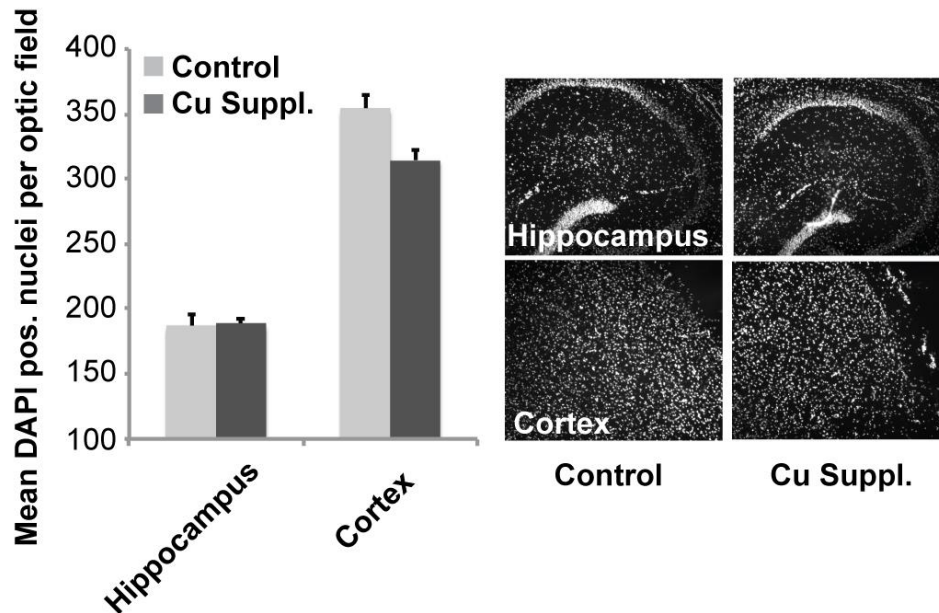 Mean DAPI pos. nuclei per optic field
400
350
300
250
200
150
100
Control
Cu Suppl.
Hippocampus
Cortex
Hippocampus
Cortex
Control
Cu Suppl.